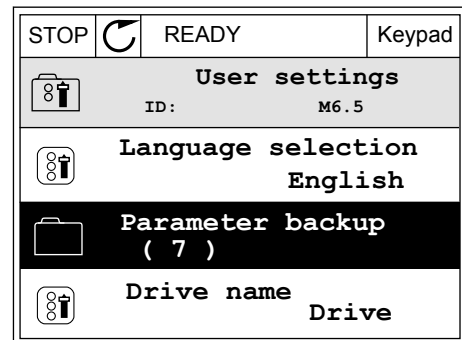 STOP READY Keypad
User settings
ID: M6.5
Language selection
English
Parameter backup
( 7 )
Drive name
Drive